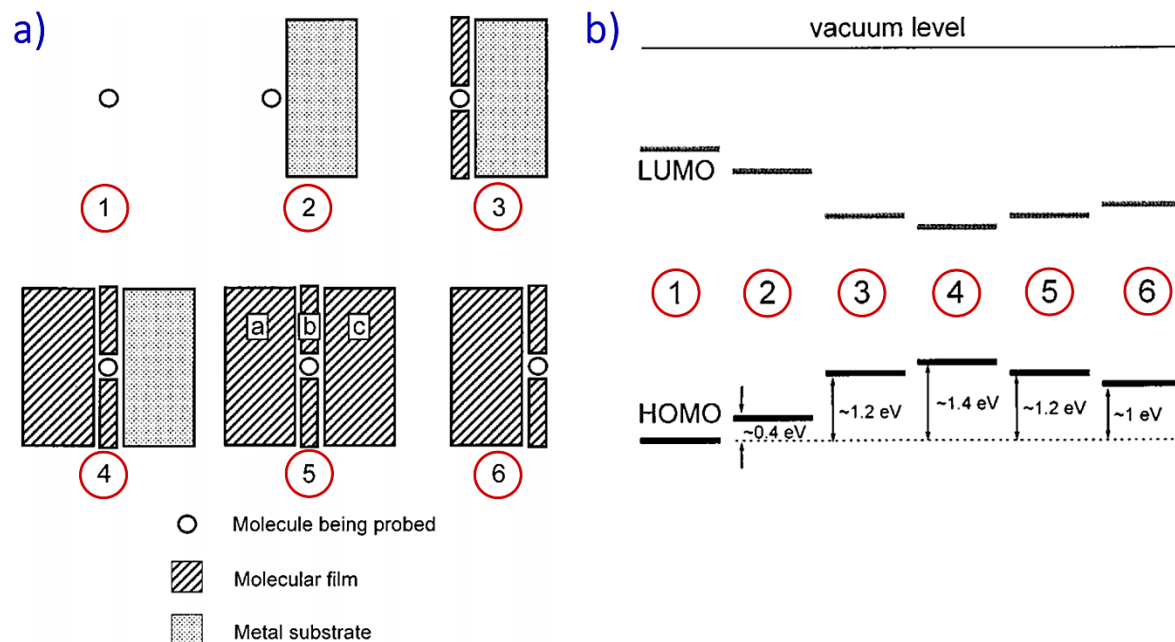 a)
1
2
3
a
b
c
4
5
6
Molecule being probed
Molecular film
Metal substrate
b)
vacuum level
LUMO
1
2
3
4
5
6
HOMO
~0.4 eV
~1.2 eV
~1.4 eV
~1.2 eV
~1 eV